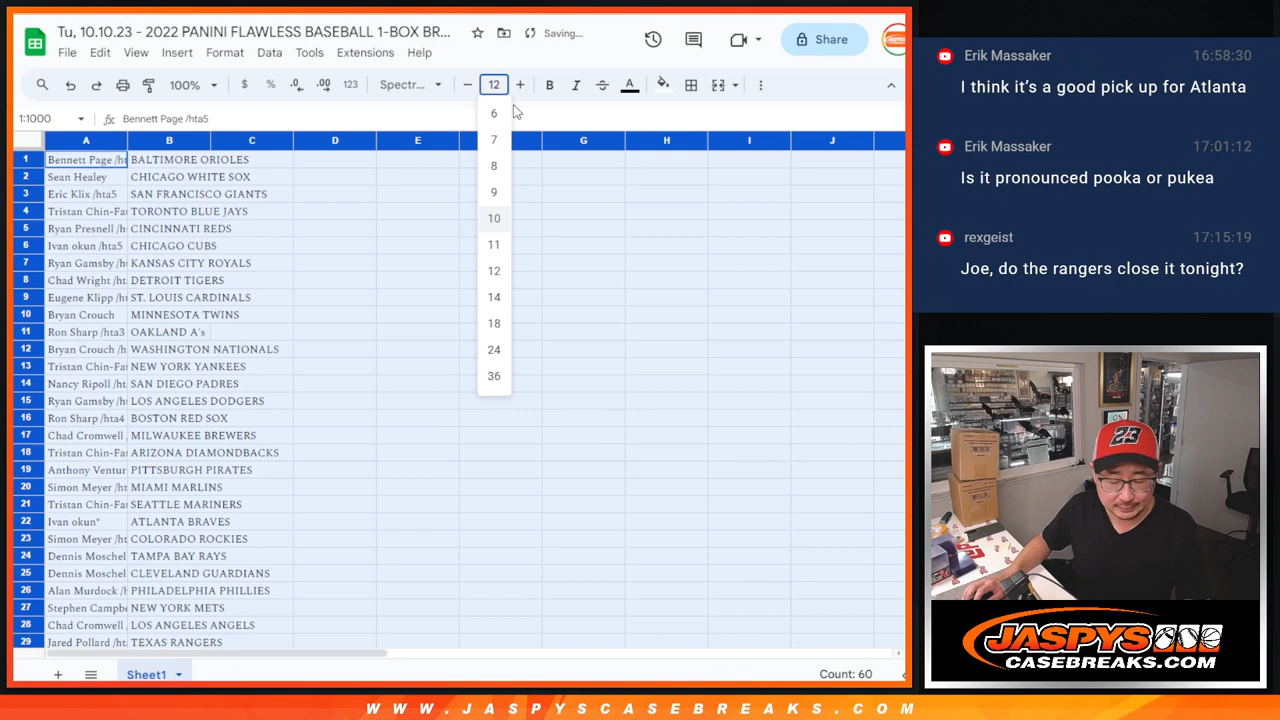 Tu, 10.10.23 - 2022 PANINI FLAWLESS BASEBALL 1-BOX BR...
Saving...
File Edit View Insert Format Data Tools Extensions Help
Share
100% $ % .0 .00 123 Spectr... − 12 + B I S A
1:1000 fx Bennett Page /hta5
A B C D E G H I J
1 Bennett Page /ht BALTIMORE ORIOLES
2 Sean Healey CHICAGO WHITE SOX
3 Eric Klix /hta5 SAN FRANCISCO GIANTS
4 Tristan Chin-Fat TORONTO BLUE JAYS
5 Ryan Presnell /ht CINCINNATI REDS
6 Ivan okun /hta5 CHICAGO CUBS
7 Ryan Gamsby /ht KANSAS CITY ROYALS
8 Chad Wright /ht DETROIT TIGERS
9 Eugene Klipp /ht ST. LOUIS CARDINALS
10 Bryan Crouch MINNESOTA TWINS
11 Ron Sharp /hta3 OAKLAND A's
12 Bryan Crouch /h WASHINGTON NATIONALS
13 Tristan Chin-Fat NEW YORK YANKEES
14 Nancy Ripoll /ht SAN DIEGO PADRES
15 Ryan Gamsby /ht LOS ANGELES DODGERS
16 Ron Sharp /hta4 BOSTON RED SOX
17 Chad Cromwell MILWAUKEE BREWERS
18 Tristan Chin-Fat ARIZONA DIAMONDBACKS
19 Anthony Ventur PITTSBURGH PIRATES
20 Simon Meyer /ht MIAMI MARLINS
21 Tristan Chin-Fat SEATTLE MARINERS
22 Ivan okun* ATLANTA BRAVES
23 Simon Meyer /ht COLORADO ROCKIES
24 Dennis Moschel TAMPA BAY RAYS
25 Dennis Moschel CLEVELAND GUARDIANS
26 Alan Murdock /h PHILADELPHIA PHILLIES
27 Stephen Campbe NEW YORK METS
28 Chad Cromwell LOS ANGELES ANGELS
29 Jared Pollard /ht TEXAS RANGERS
6
7
8
9
10
11
12
14
18
24
36
+ Sheet1 Count: 60
Erik Massaker 16:58:30
I think it's a good pick up for Atlanta
Erik Massaker 17:01:12
Is it pronounced pooka or pukea
rexgeist 17:15:19
Joe, do the rangers close it tonight?
23
JASPYS
CASEBREAKS.COM
WWW.JASPYSCASEBREAKS.COM